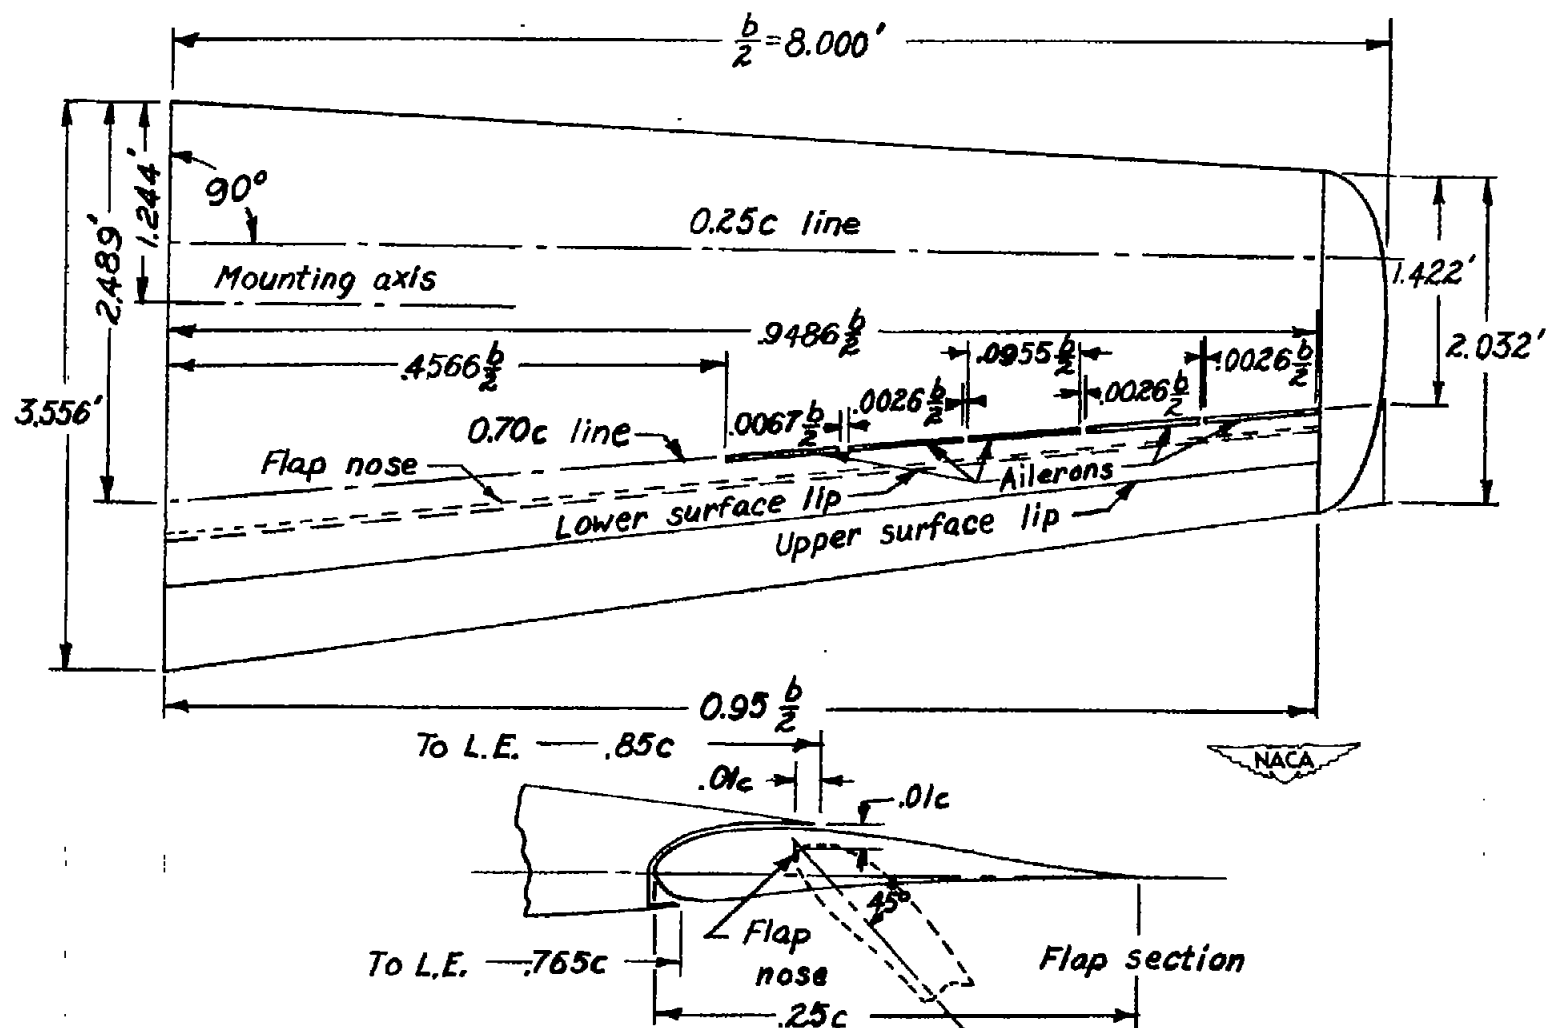 b/2 = 8.000'
90°
1.244'
2.489'
3.556'
0.25c line
Mounting axis
1.422'
2.032'
.9486 b/2
.4566 b/2
.0955 b/2
.0026 b/2
.0026 b/2
.0026 b/2
.0067 b/2
0.70c line
Flap nose
Ailerons
Lower surface lip
Upper surface lip
0.95 b/2
To L.E. .85c
NACA
.01c
.01c
45°
Flap
nose
To L.E. .765c
Flap section
.25c